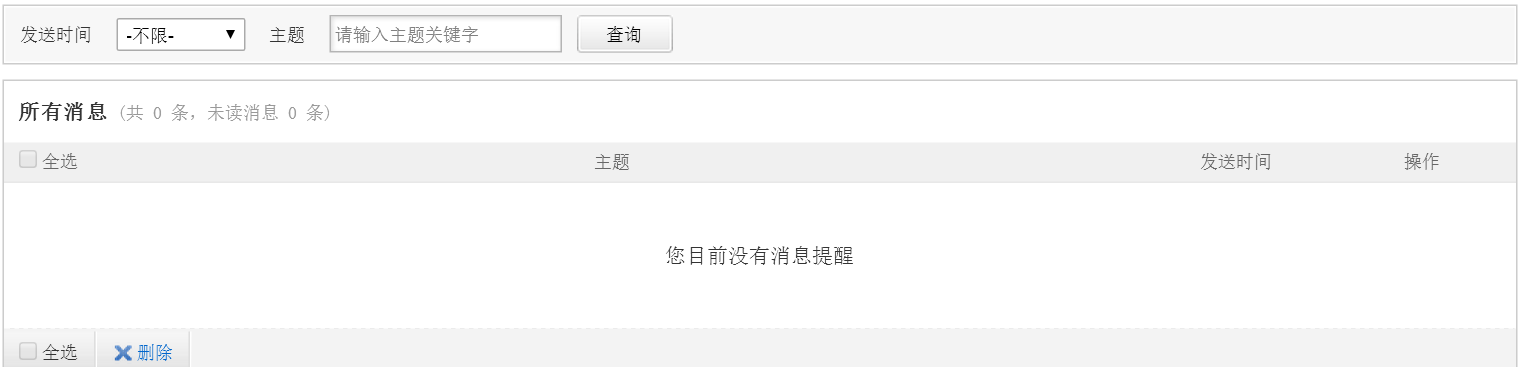 发送时间 -不限- 主题 请输入主题关键字 查询
所有消息 (共 0 条，未读消息 0 条)
全选 主题 发送时间 操作
您目前没有消息提醒
全选 删除